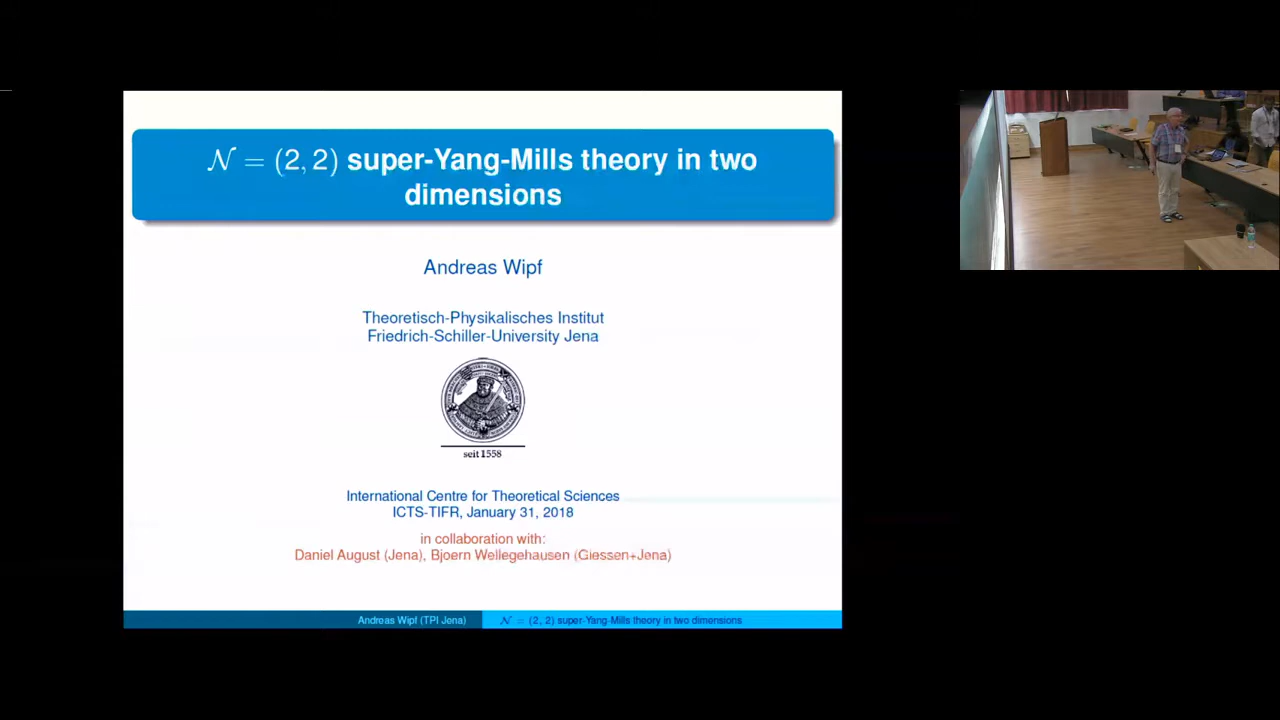 𝒩 = (2, 2) super-Yang-Mills theory in two
dimensions
Andreas Wipf
Theoretisch-Physikalisches Institut
Friedrich-Schiller-University Jena
seit 1558
International Centre for Theoretical Sciences
ICTS-TIFR, January 31, 2018
in collaboration with:
Daniel August (Jena), Bjoern Wellegehausen (Giessen+Jena)
Andreas Wipf (TPI Jena)
𝒩 = (2, 2) super-Yang-Mills theory in two dimensions